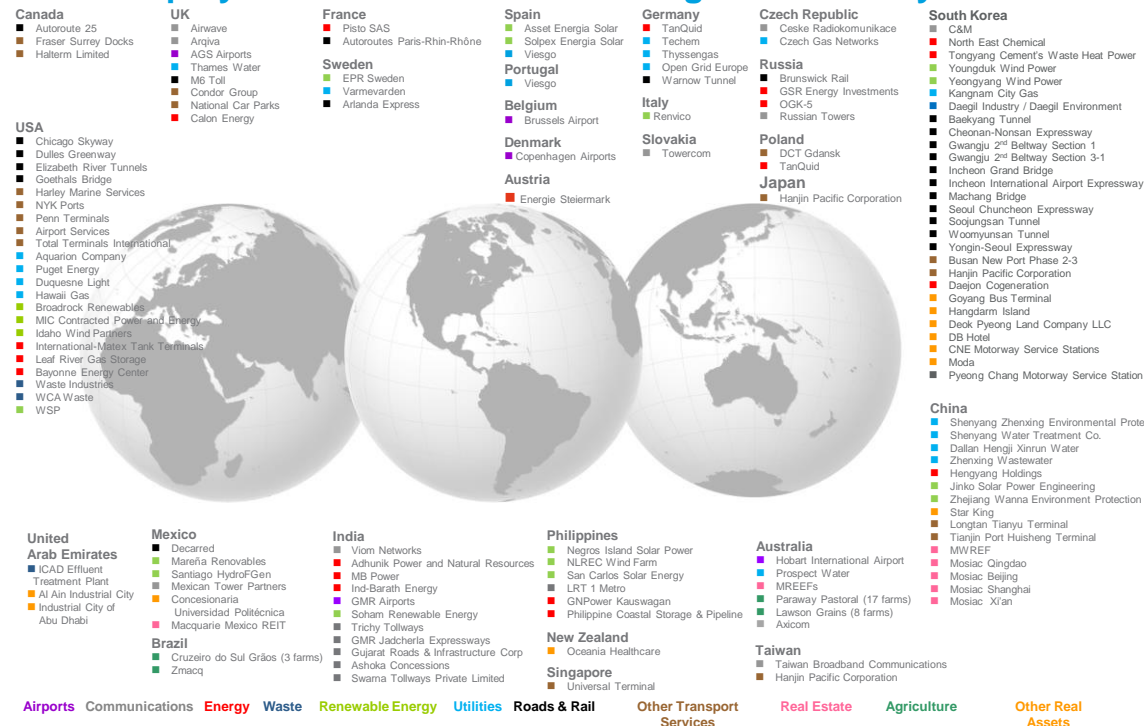 Canada
Autoroute 25
Fraser Surrey Docks
Halterm Limited
USA
Chicago Skyway
Dulles Greenway
Elizabeth River Tunnels
Goethals Bridge
Harley Marine Services
NYK Ports
Penn Terminals
Airport Services
Total Terminals International
Aquarion Company
Puget Energy
Duquesne Light
Hawaii Gas
Broadrock Renewables
MIC Contracted Power and Energy
Idaho Wind Partners
International-Matex Tank Terminals
Leaf River Gas Storage
Bayonne Energy Center
Waste Industries
WCA Waste
WSP
UK
Airwave
Arqiva
AGS Airports
Thames Water
M6 Toll
Condor Group
National Car Parks
Calon Energy
France
Pisto SAS
Autoroutes Paris-Rhin-Rhône
Sweden
EPR Sweden
Varmevarden
Arlanda Express
Spain
Asset Energia Solar
Solpex Energia Solar
Viesgo
Portugal
Viesgo
Belgium
Brussels Airport
Denmark
Copenhagen Airports
Austria
Energie Steiermark
Germany
TanQuid
Techem
Thyssengas
Open Grid Europe
Warnow Tunnel
Italy
Renvico
Slovakia
Towercom
Czech Republic
Ceske Radiokomunikace
Czech Gas Networks
Russia
Brunswick Rail
GSR Energy Investments
OGK-5
Russian Towers
Poland
DCT Gdansk
TanQuid
Japan
Hanjin Pacific Corporation
South Korea
C&M
North East Chemical
Tongyang Cement's Waste Heat Power
Youngduk Wind Power
Yeongyang Wind Power
Kangnam City Gas
Daegil Industry / Daegil Environment
Baekyang Tunnel
Cheonan-Nonsan Expressway
Gwangju 2nd Beltway Section 1
Gwangju 2nd Beltway Section 3-1
Incheon Grand Bridge
Incheon International Airport Expressway
Machang Bridge
Seoul Chuncheon Expressway
Soojungsan Tunnel
Woomyunsan Tunnel
Yongin-Seoul Expressway
Busan New Port Phase 2-3
Hanjin Pacific Corporation
Daejon Cogeneration
Goyang Bus Terminal
Hangdarm Island
Deok Pyeong Land Company LLC
DB Hotel
CNE Motorway Service Stations
Moda
Pyeong Chang Motorway Service Station
China
Shenyang Zhenxing Environmental Prote
Shenyang Water Treatment Co.
Dallan Hengji Xinrun Water
Zhenxing Wastewater
Hengyang Holdings
Jinko Solar Power Engineering
Zhejiang Wanna Environment Protection
Star King
Longtan Tianyu Terminal
Tianjin Port Huisheng Terminal
MWREF
Mosiac Qingdao
Mosiac Beijing
Mosiac Shanghai
Mosiac Xi'an
United
Arab Emirates
ICAD Effluent
Treatment Plant
Al Ain Industrial City
Industrial City of
Abu Dhabi
Mexico
Decarred
Mareña Renovables
Santiago HydroFGen
Mexican Tower Partners
Concesionaria
Universidad Politécnica
Macquarie Mexico REIT
Brazil
Cruzeiro do Sul Grãos (3 farms)
Zmacq
India
Viom Networks
Adhunik Power and Natural Resources
MB Power
Ind-Barath Energy
GMR Airports
Soham Renewable Energy
Trichy Tollways
GMR Jadcherla Expressways
Gujarat Roads & Infrastructure Corp
Ashoka Concessions
Swarna Tollways Private Limited
Philippines
Negros Island Solar Power
NLREC Wind Farm
San Carlos Solar Energy
LRT 1 Metro
GNPower Kauswagan
Philippine Coastal Storage & Pipeline
New Zealand
Oceania Healthcare
Singapore
Universal Terminal
Australia
Hobart International Airport
Prospect Water
MREEFs
Paraway Pastoral (17 farms)
Lawson Grains (8 farms)
Axicom
Taiwan
Taiwan Broadband Communications
Hanjin Pacific Corporation
Airports Communications Energy Waste Renewable Energy Utilities Roads & Rail Other Transport Real Estate Agriculture Other Real
Services Assets